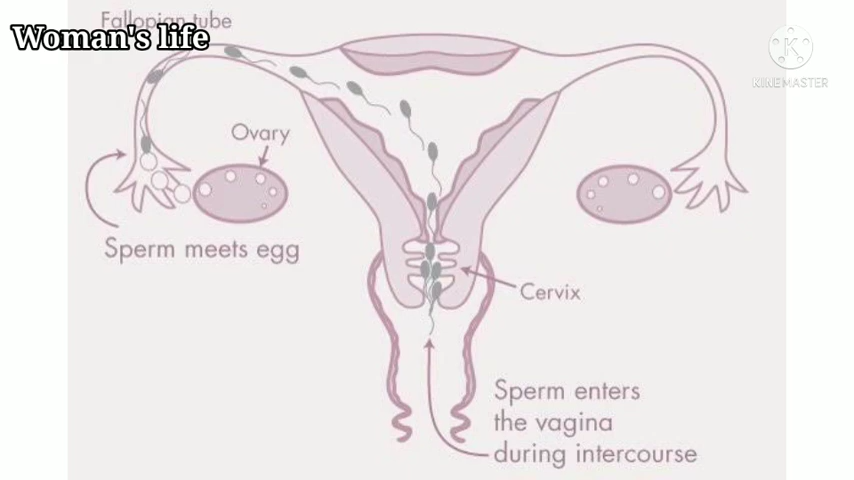 Fallopian tube
Woman's life
K
KINEMASTER
Ovary
Sperm meets egg
Cervix
Sperm enters
the vagina
during intercourse